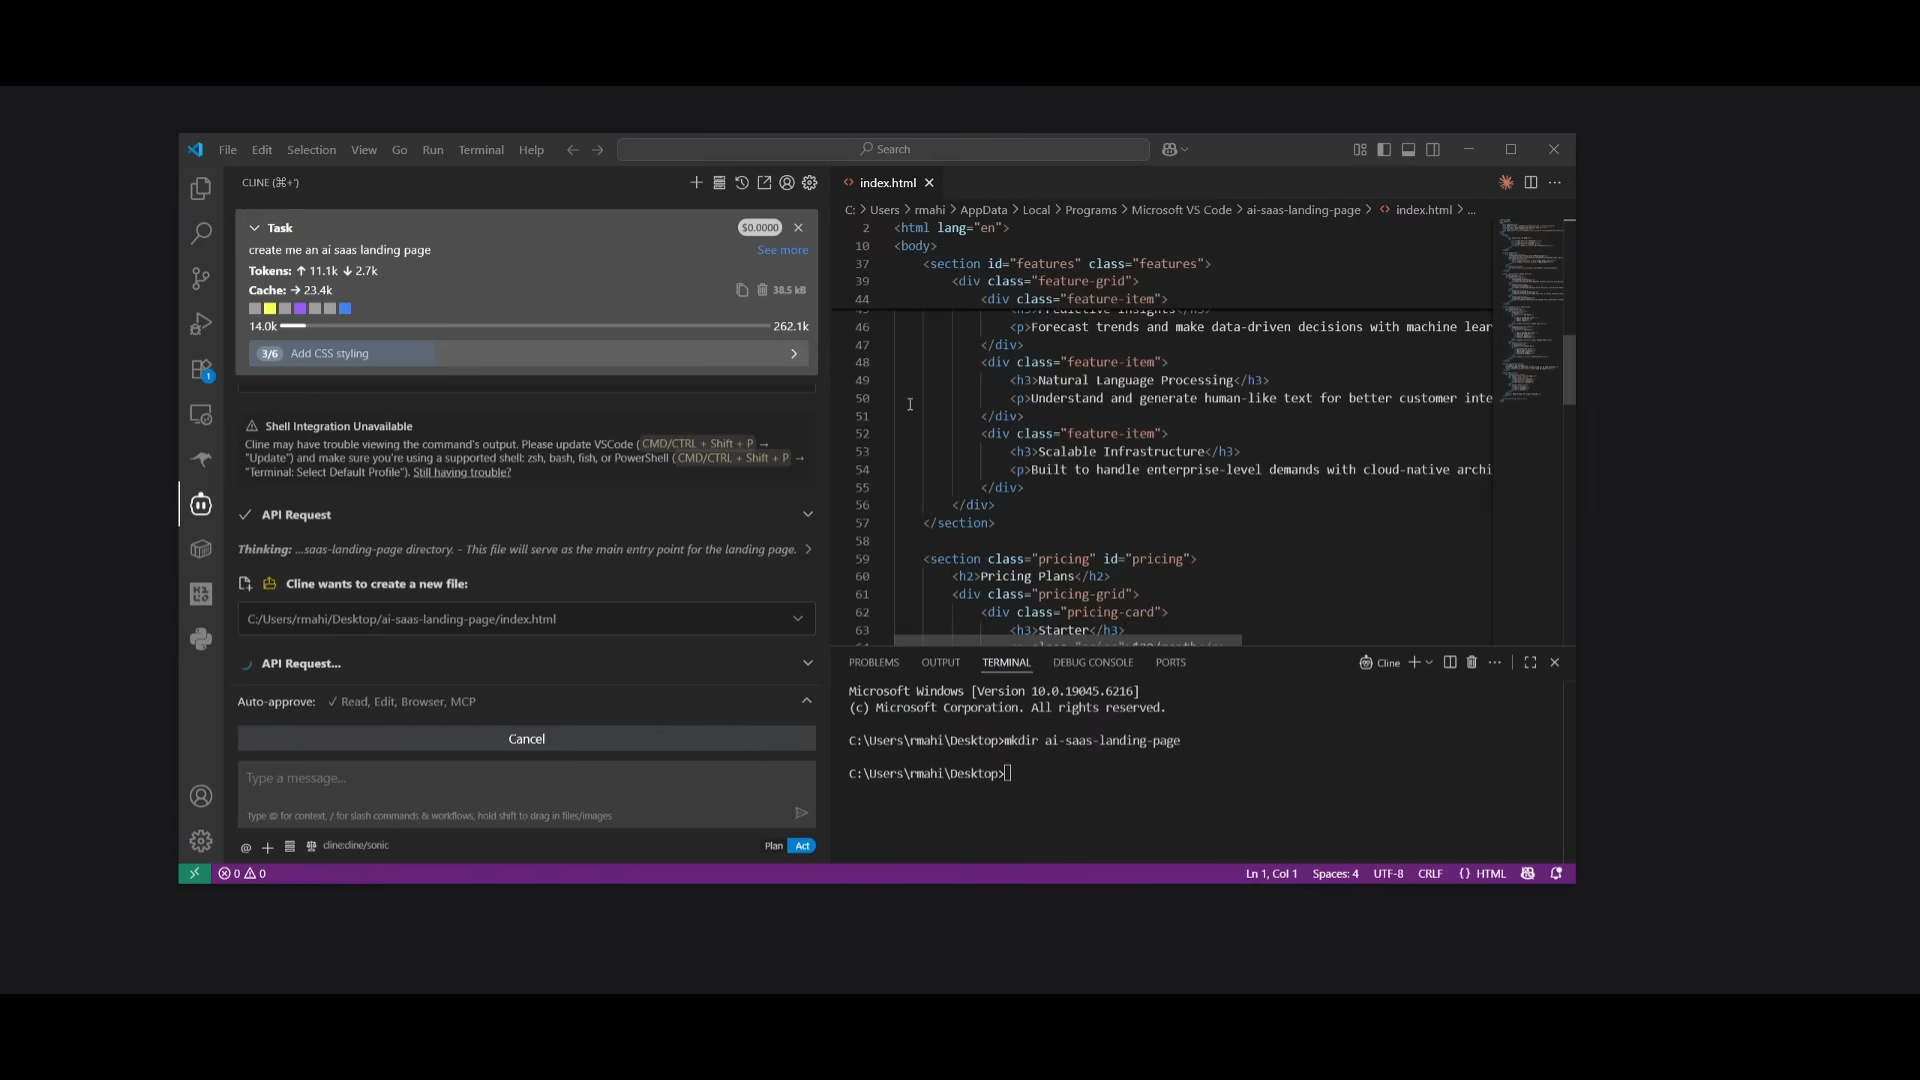 File Edit Selection View Go Run Terminal Help
Search
CLINE (⌘+')
Task
$0.0000
create me an ai saas landing page
See more
Tokens: ↑ 11.1k ↓ 2.7k
Cache: → 23.4k
38.5 kB
14.0k
262.1k
3/6 Add CSS styling
Shell Integration Unavailable
Cline may have trouble viewing the command's output. Please update VSCode (CMD/CTRL + Shift + P →
"Update") and make sure you're using a supported shell: zsh, bash, fish, or PowerShell (CMD/CTRL + Shift + P →
"Terminal: Select Default Profile"). Still having trouble?
API Request
Thinking: ...saas-landing-page directory. - This file will serve as the main entry point for the landing page.
Cline wants to create a new file:
C:/Users/rmahi/Desktop/ai-saas-landing-page/index.html
API Request...
Auto-approve: ✓ Read, Edit, Browser, MCP
Cancel
Type a message...
Type @ for context, / for slash commands & workflows, hold shift to drag in files/images
@ + cline:cline/sonic
Plan Act
1
index.html
C: > Users > rmahi > AppData > Local > Programs > Microsoft VS Code > ai-saas-landing-page > index.html > ...
2 <html lang="en">
10 <body>
37 <section id="features" class="features">
39 <div class="feature-grid">
44 <div class="feature-item">
45 <h3>Predictive Insights</h3>
46 <p>Forecast trends and make data-driven decisions with machine lear
47 </div>
48 <div class="feature-item">
49 <h3>Natural Language Processing</h3>
50 <p>Understand and generate human-like text for better customer inte
51 </div>
52 <div class="feature-item">
53 <h3>Scalable Infrastructure</h3>
54 <p>Built to handle enterprise-level demands with cloud-native archi
55 </div>
56 </div>
57 </section>
58
59 <section class="pricing" id="pricing">
60 <h2>Pricing Plans</h2>
61 <div class="pricing-grid">
62 <div class="pricing-card">
63 <h3>Starter</h3>
PROBLEMS OUTPUT TERMINAL DEBUG CONSOLE PORTS
Cline
Microsoft Windows [Version 10.0.19045.6216]
(c) Microsoft Corporation. All rights reserved.
C:\Users\rmahi\Desktop>mkdir ai-saas-landing-page
C:\Users\rmahi\Desktop>
0 0
Ln 1, Col 1 Spaces: 4 UTF-8 CRLF {} HTML